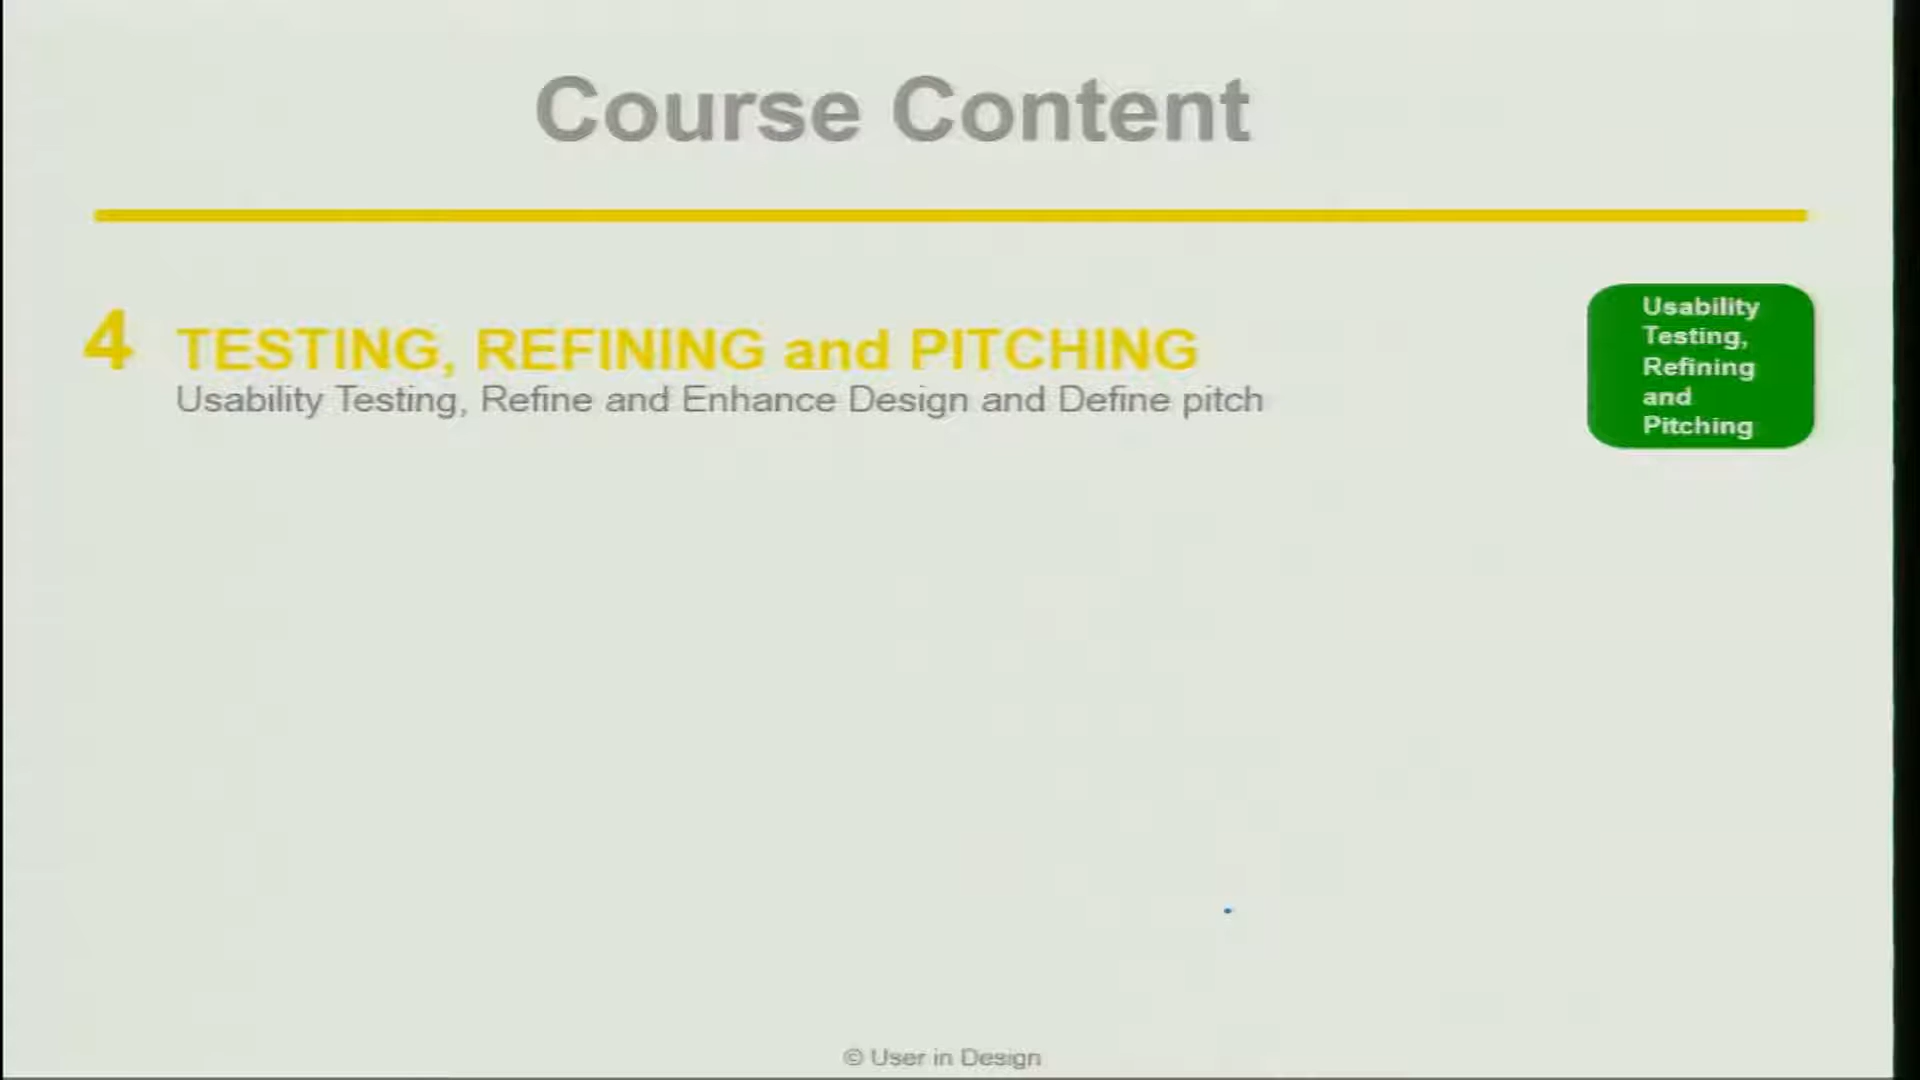 Course Content
4 TESTING, REFINING and PITCHING
Usability Testing, Refine and Enhance Design and Define pitch
Usability
Testing,
Refining
and
Pitching
© User in Design